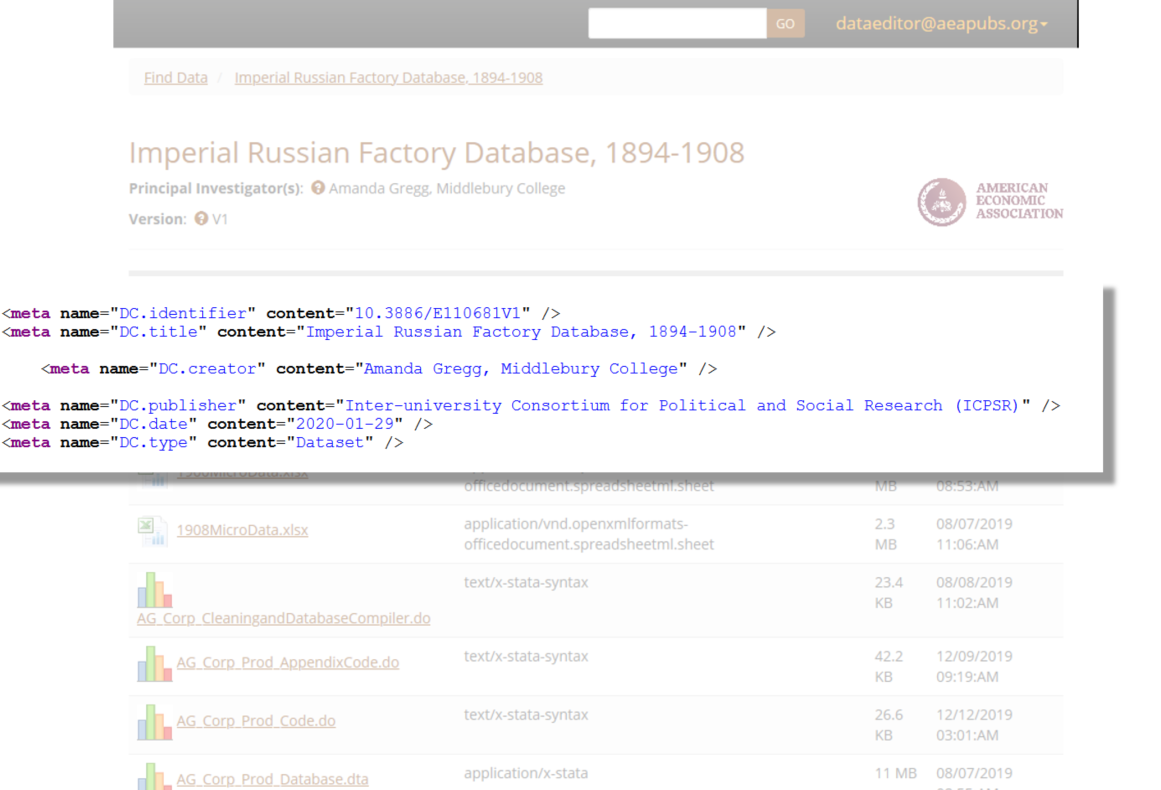 GO dataeditor@aeapubs.org
Find Data / Imperial Russian Factory Database, 1894-1908
Imperial Russian Factory Database, 1894-1908
Principal Investigator(s): Amanda Gregg, Middlebury College
Version: V1
AMERICAN
ECONOMIC
ASSOCIATION
<meta name="DC.identifier" content="10.3886/E110681V1" />
<meta name="DC.title" content="Imperial Russian Factory Database, 1894-1908" />
<meta name="DC.creator" content="Amanda Gregg, Middlebury College" />
<meta name="DC.publisher" content="Inter-university Consortium for Political and Social Research (ICPSR)" />
<meta name="DC.date" content="2020-01-29" />
<meta name="DC.type" content="Dataset" />
officedocument.spreadsheetml.sheet MB 08:53:AM
1908MicroData.xlsx application/vnd.openxmlformats- 2.3 08/07/2019
officedocument.spreadsheetml.sheet MB 11:06:AM
text/x-stata-syntax 23.4 08/08/2019
KB 11:02:AM
AG_Corp_CleaningandDatabaseCompiler.do
AG_Corp_Prod_AppendixCode.do text/x-stata-syntax 42.2 12/09/2019
KB 09:19:AM
AG_Corp_Prod_Code.do text/x-stata-syntax 26.6 12/12/2019
KB 03:01:AM
AG_Corp_Prod_Database.dta application/x-stata 11 MB 08/07/2019